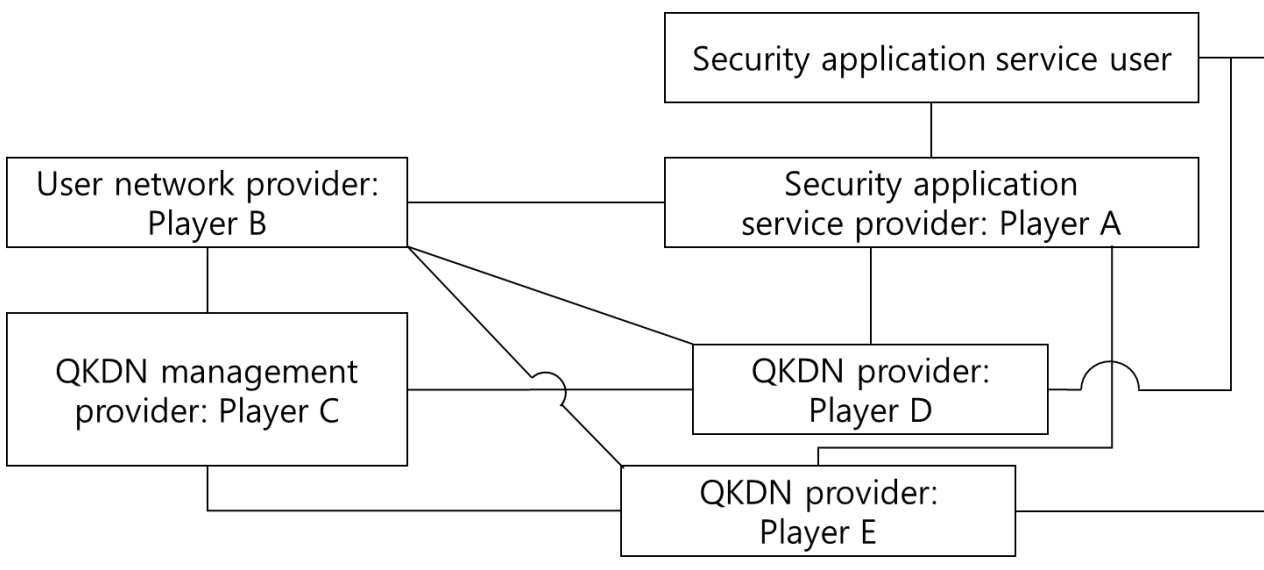 Security application service user
User network provider:
Player B
Security application
service provider: Player A
QKDN management
provider: Player C
QKDN provider:
Player D
QKDN provider:
Player E